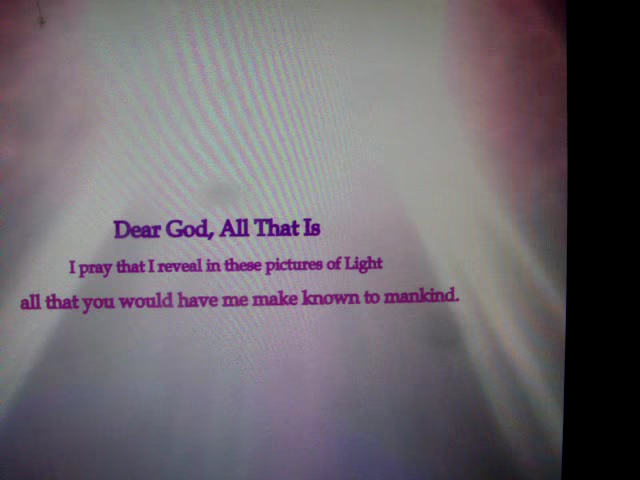 Dear God, All That Is
I pray that I reveal in these pictures of Light
all that you would have me make known to mankind.